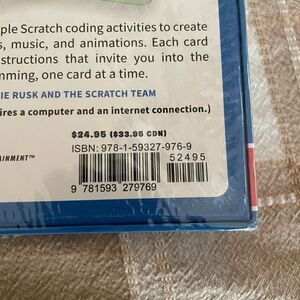 ple Scratch coding activities to create
s, music, and animations. Each card
structions that invite you into the
mming, one card at a time.
IE RUSK AND THE SCRATCH TEAM
ires a computer and an internet connection.)
$24.95 ($33.95 CDN)
ISBN: 978-1-59327-976-9
52495
9 781593 279769
AINMENT™